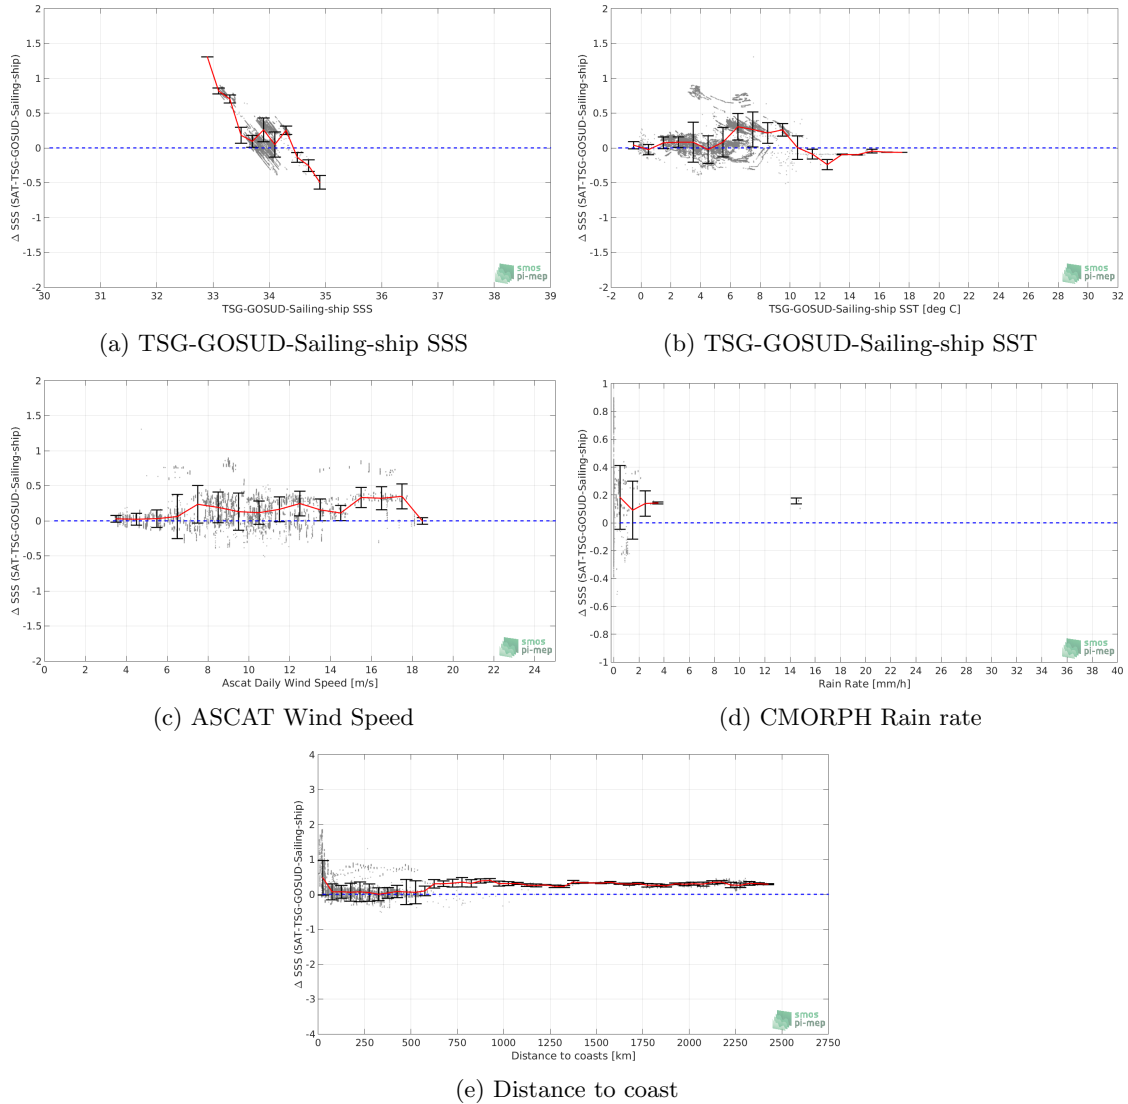 2
1.5
1
0.5
0
-0.5
-1
-1.5
-2
Δ SSS (SAT-TSG-GOSUD-Sailing-ship)
30 31 32 33 34 35 36 37 38 39
TSG-GOSUD-Sailing-ship SSS
smos
pi-mep
(a) TSG-GOSUD-Sailing-ship SSS
2
1.5
1
0.5
0
-0.5
-1
-1.5
-2
Δ SSS (SAT-TSG-GOSUD-Sailing-ship)
-2 0 2 4 6 8 10 12 14 16 18 20 22 24 26 28 30 32
TSG-GOSUD-Sailing-ship SST [deg C]
smos
pi-mep
(b) TSG-GOSUD-Sailing-ship SST
2
1.5
1
0.5
0
-0.5
-1
-1.5
-2
Δ SSS (SAT-TSG-GOSUD-Sailing-ship)
0 2 4 6 8 10 12 14 16 18 20 22 24
Ascat Daily Wind Speed [m/s]
smos
pi-mep
(c) ASCAT Wind Speed
1
0.8
0.6
0.4
0.2
0
-0.2
-0.4
-0.6
-0.8
-1
Δ SSS (SAT-TSG-GOSUD-Sailing-ship)
0 2 4 6 8 10 12 14 16 18 20 22 24 26 28 30 32 34 36 38 40
Rain Rate [mm/h]
smos
pi-mep
(d) CMORPH Rain rate
4
3
2
1
0
-1
-2
-3
-4
Δ SSS (SAT-TSG-GOSUD-Sailing-ship)
0 250 500 750 1000 1250 1500 1750 2000 2250 2500 2750
Distance to coasts [km]
smos
pi-mep
(e) Distance to coast